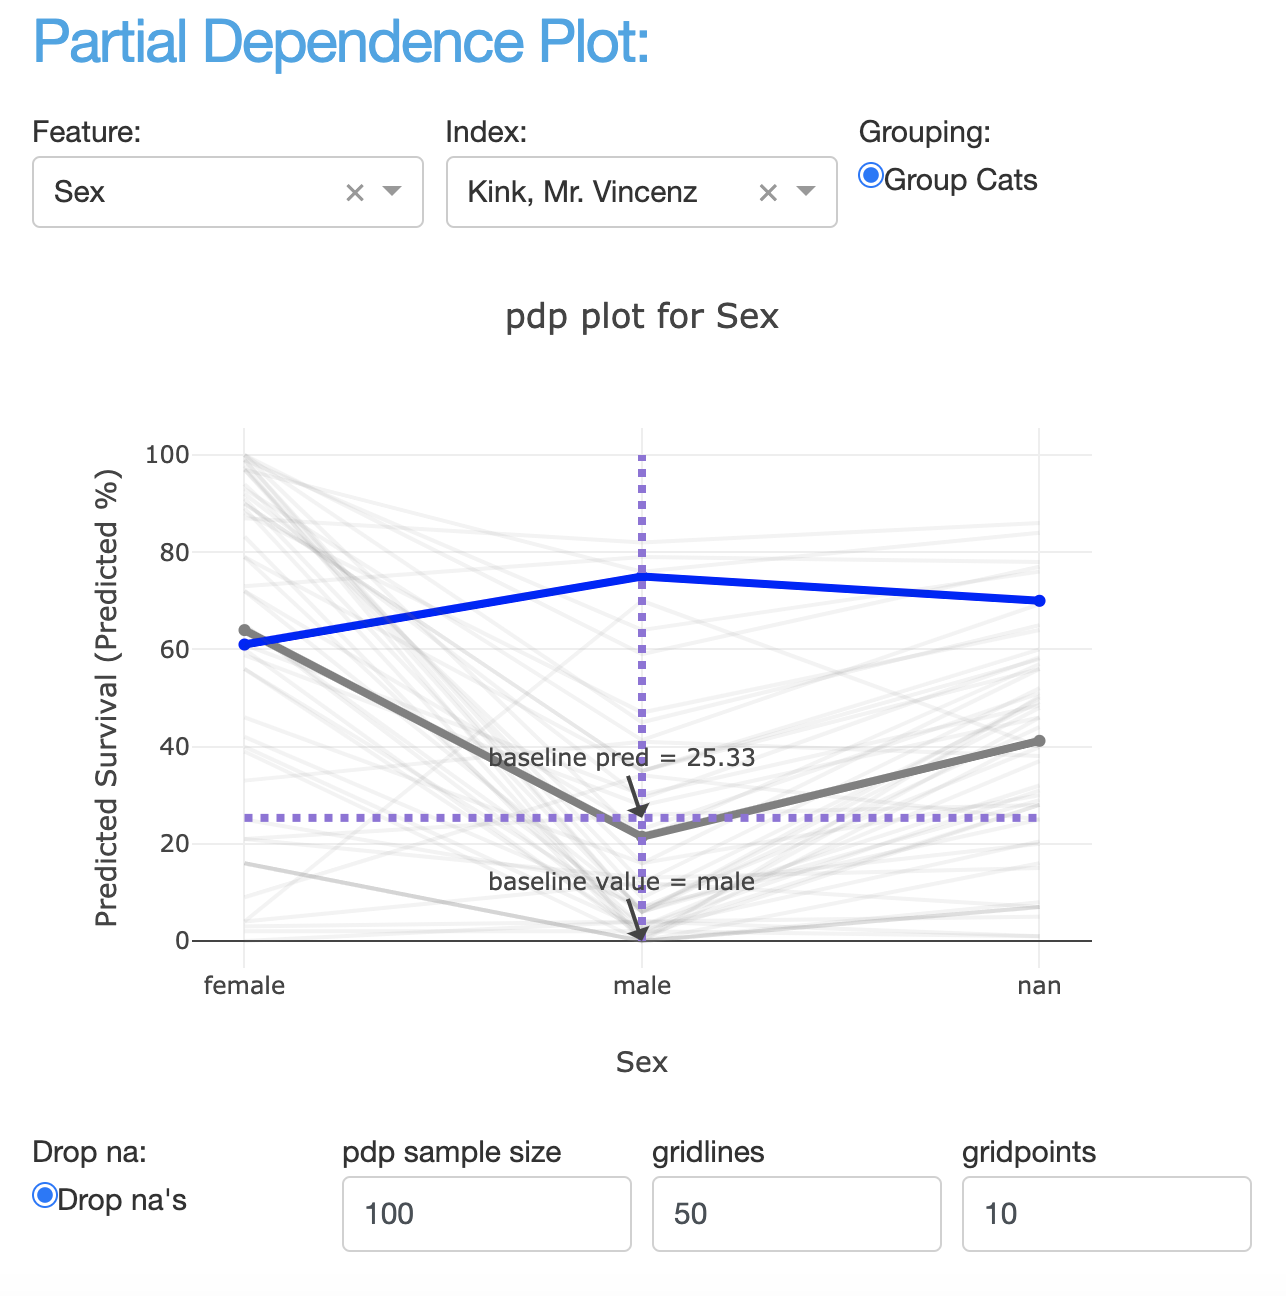 Partial Dependence Plot:
Feature: Index: Grouping:
Sex × Kink, Mr. Vincenz × Group Cats
pdp plot for Sex
Predicted Survival (Predicted %)
100
80
60
40
20
0
baseline pred = 25.33
baseline value = male
female male nan
Sex
Drop na: pdp sample size gridlines gridpoints
Drop na's 100 50 10